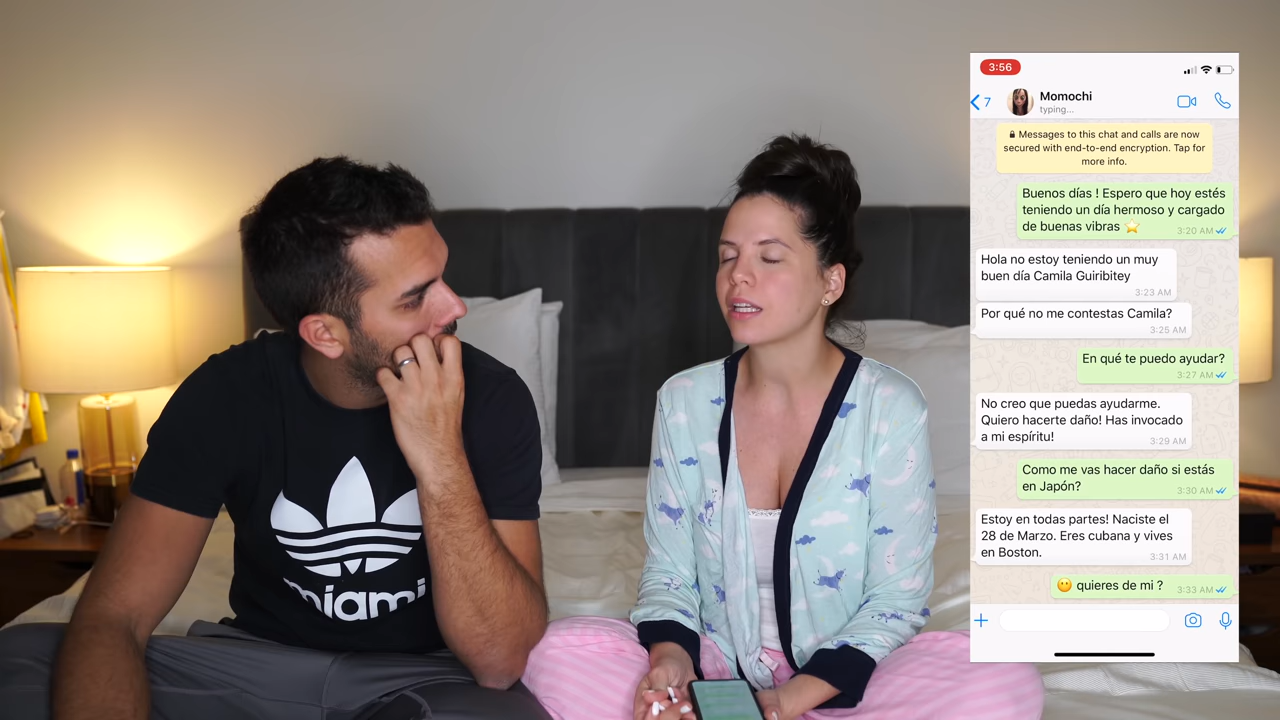 miami
3:56
7
Momochi
typing...
Messages to this chat and calls are now
secured with end-to-end encryption. Tap for
more info.
Buenos días ! Espero que hoy estés
teniendo un día hermoso y cargado
de buenas vibras ⭐ 3:20 AM
Hola no estoy teniendo un muy
buen día Camila Guiribitey
3:23 AM
Por qué no me contestas Camila?
3:25 AM
En qué te puedo ayudar?
3:27 AM
No creo que puedas ayudarme.
Quiero hacerte daño! Has invocado
a mi espíritu! 3:29 AM
Como me vas hacer daño si estás
en Japón? 3:30 AM
Estoy en todas partes! Naciste el
28 de Marzo. Eres cubana y vives
en Boston. 3:31 AM
😶 quieres de mi ? 3:33 AM